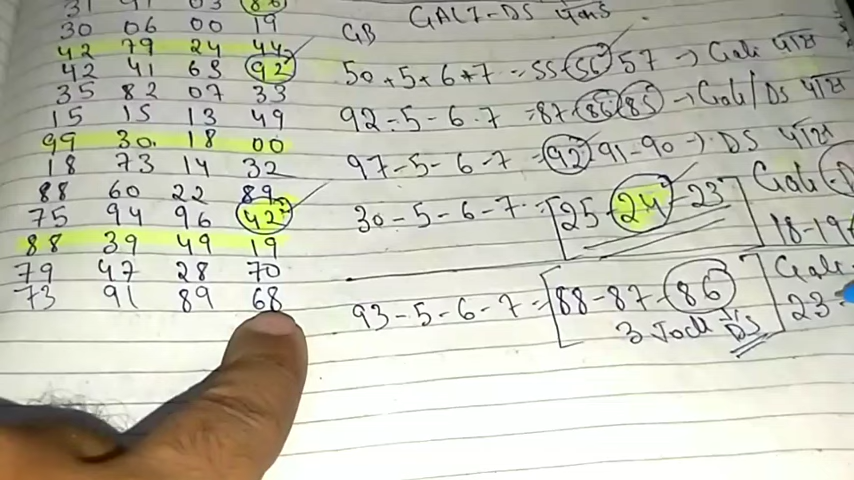 GALI-DS पास
31 91 03 86
30 06 00 19
42 79 24 44
42 41 63 92
35 82 07 33
15 15 13 49
99 30. 18 00
18 73 14 32
88 60 22 89
75 94 96 42
88 39 49 19
79 47 28 70
73 91 89 68
GB
50+5+6+7 = 55-56-57 → Gali पास
92-5-6-7 = 87-86-85 → Gali/DS पास
97-5-6-7 = 92-91-90 → DS पास
30-5-6-7 = [25-24-23] Gali
18-19
93-5-6-7 = [88-87-86] Gali
3 Jodi DS
23